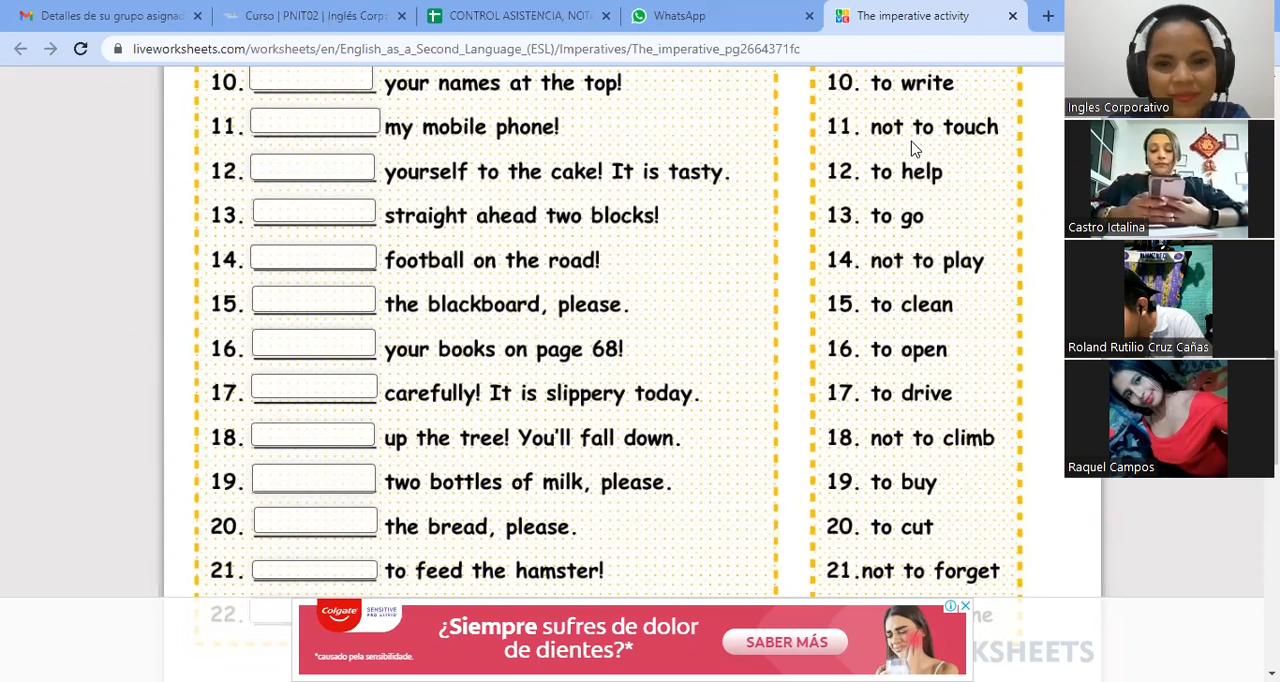 Detalles de su grupo asignad
Curso | PNIT02 | Inglés Corp
CONTROL ASISTENCIA, NOT
WhatsApp
The imperative activity
liveworksheets.com/worksheets/en/English_as_a_Second_Language_(ESL)/Imperatives/The_imperative_pg2664371fc
10. your names at the top! 10. to write
11. my mobile phone! 11. not to touch
12. yourself to the cake! It is tasty. 12. to help
13. straight ahead two blocks! 13. to go
14. football on the road! 14. not to play
15. the blackboard, please. 15. to clean
16. your books on page 68! 16. to open
17. carefully! It is slippery today. 17. to drive
18. up the tree! You'll fall down. 18. not to climb
19. two bottles of milk, please. 19. to buy
20. the bread, please. 20. to cut
21. to feed the hamster! 21.not to forget
22.
Colgate SENSITIVE PRO ALIVIO
*causado pela sensibilidade.
¿Siempre sufres de dolor
de dientes?*
SABER MÁS
KSHEETS
Ingles Corporativo
Castro Ictalina
Roland Rutilio Cruz Cañas
Raquel Campos